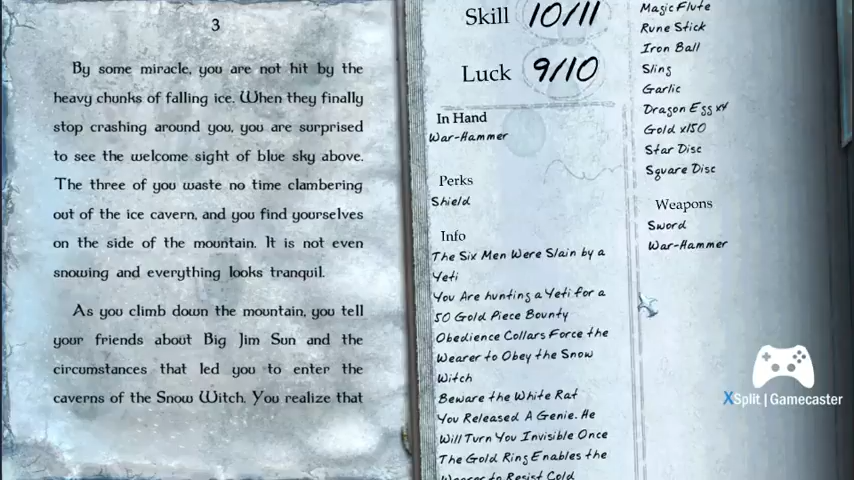 3
By some miracle, you are not hit by the
heavy chunks of falling ice. When they finally
stop crashing around you, you are surprised
to see the welcome sight of blue sky above.
The three of you waste no time clambering
out of the ice cavern, and you find yourselves
on the side of the mountain. It is not even
snowing and everything looks tranquil.
As you climb down the mountain, you tell
your friends about Big Jim Sun and the
circumstances that led you to enter the
caverns of the Snow Witch. You realize that
Skill 10/11
Luck 9/10
In Hand
War-Hammer
Perks
Shield
Info
The Six Men Were Slain by a
Yeti
You Are hunting a Yeti for a
50 Gold Piece Bounty
Obedience Collars Force the
Wearer to Obey the Snow
Witch
Beware the White Rat
You Released A Genie. He
Will Turn You Invisible Once
The Gold Ring Enables the
Wearer to Resist Cold
Magic Flute
Rune Stick
Iron Ball
Sling
Garlic
Dragon Egg x4
Gold x150
Star Disc
Square Disc
Weapons
Sword
War-Hammer
XSplit | Gamecaster